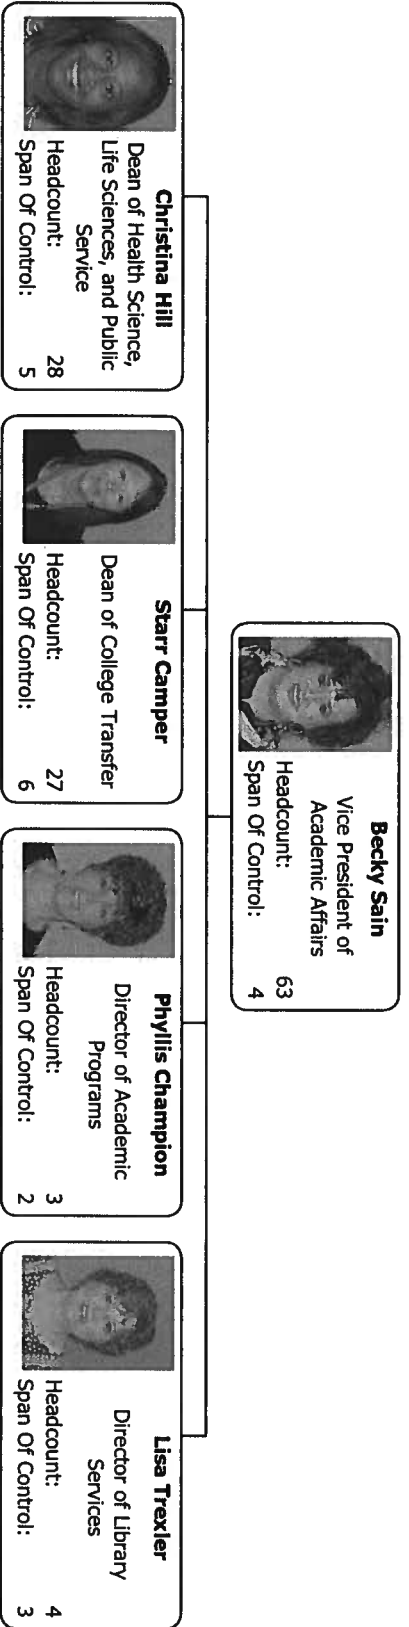 Becky Sain
Vice President of
Academic Affairs
Headcount: 63
Span Of Control: 4
Christina Hill
Dean of Health Science,
Life Sciences, and Public
Service
Headcount: 28
Span Of Control: 5
Starr Camper
Dean of College Transfer
Headcount: 27
Span Of Control: 6
Phyllis Champion
Director of Academic
Programs
Headcount: 3
Span Of Control: 2
Lisa Trexler
Director of Library
Services
Headcount: 4
Span Of Control: 3